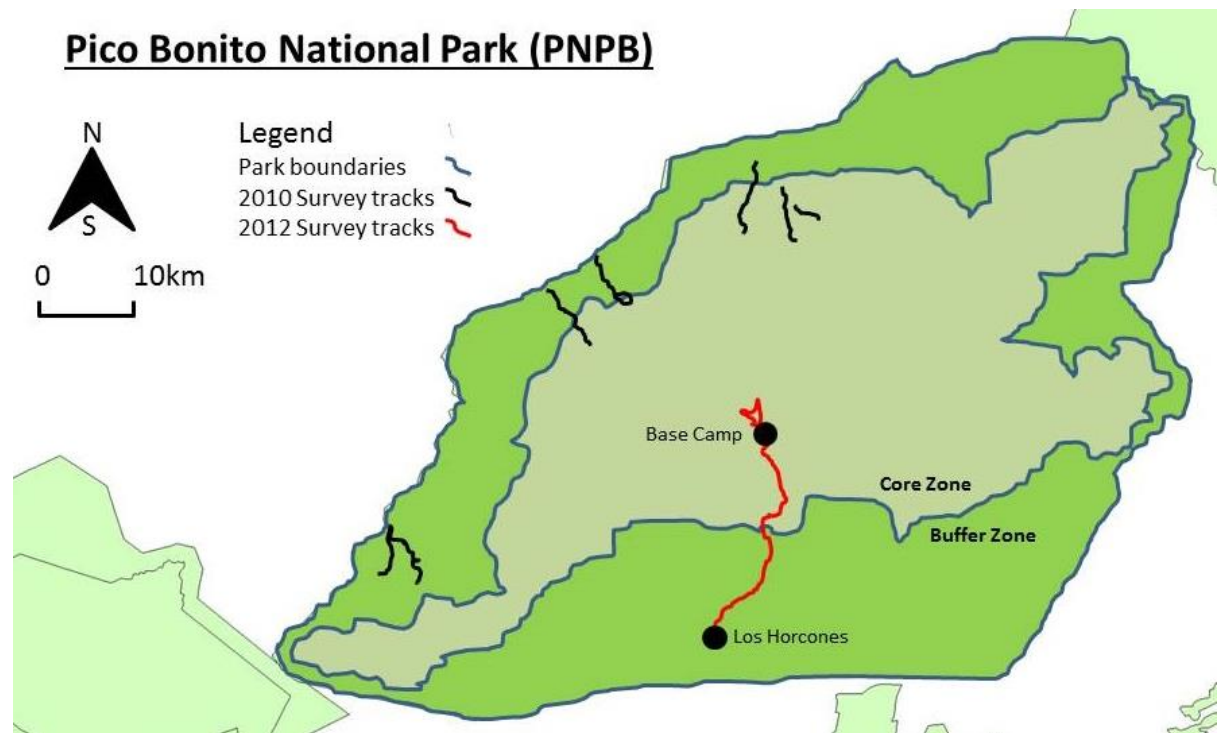 Pico Bonito National Park (PNPB)
N
S
0 10km
Legend
Park boundaries
2010 Survey tracks
2012 Survey tracks
Base Camp
Core Zone
Buffer Zone
Los Horcones